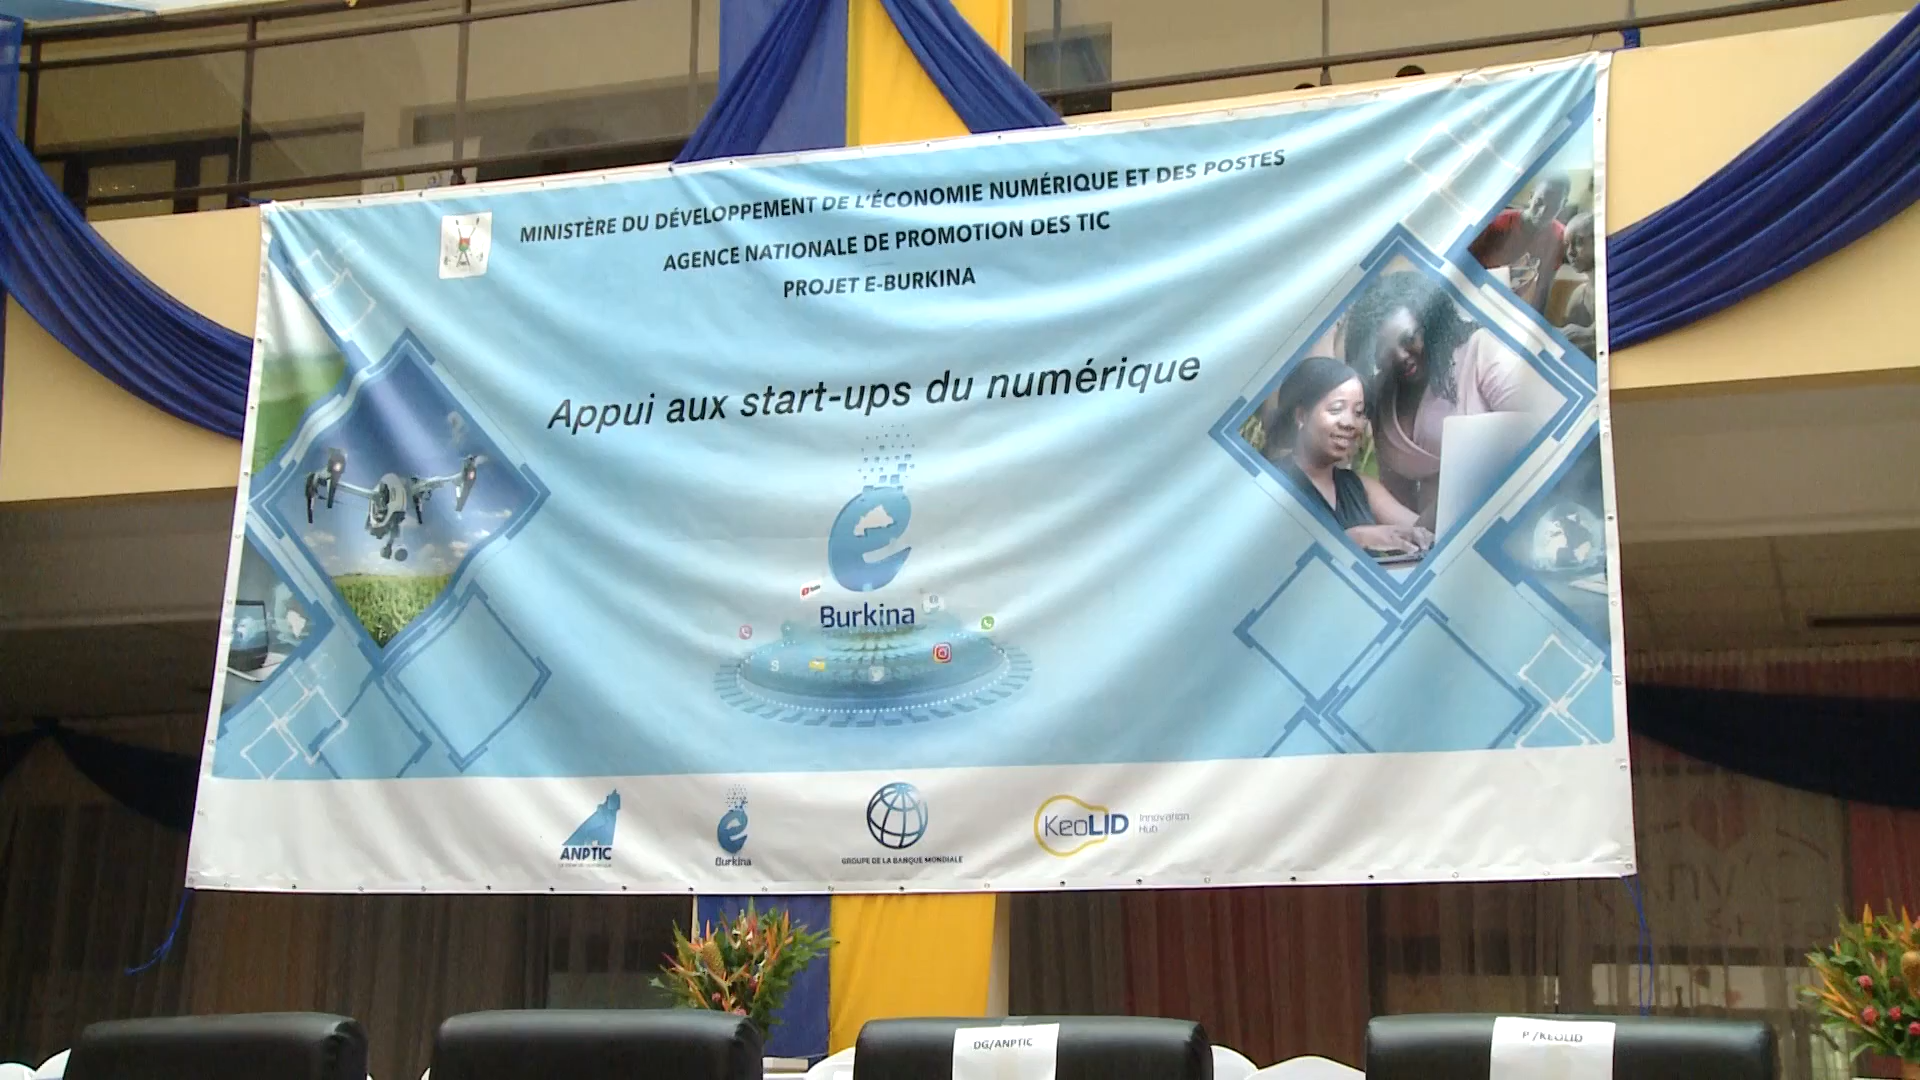 MINISTÈRE DU DÉVELOPPEMENT DE L'ÉCONOMIE NUMÉRIQUE ET DES POSTES
AGENCE NATIONALE DE PROMOTION DES TIC
PROJET E-BURKINA
Appui aux start-ups du numérique
e
Burkina
S
ANPTIC
e
Burkina
GROUPE DE LA BANQUE MONDIALE
KeoLID
Innovation
Hub
DG/ANPTIC
P /KEOLID